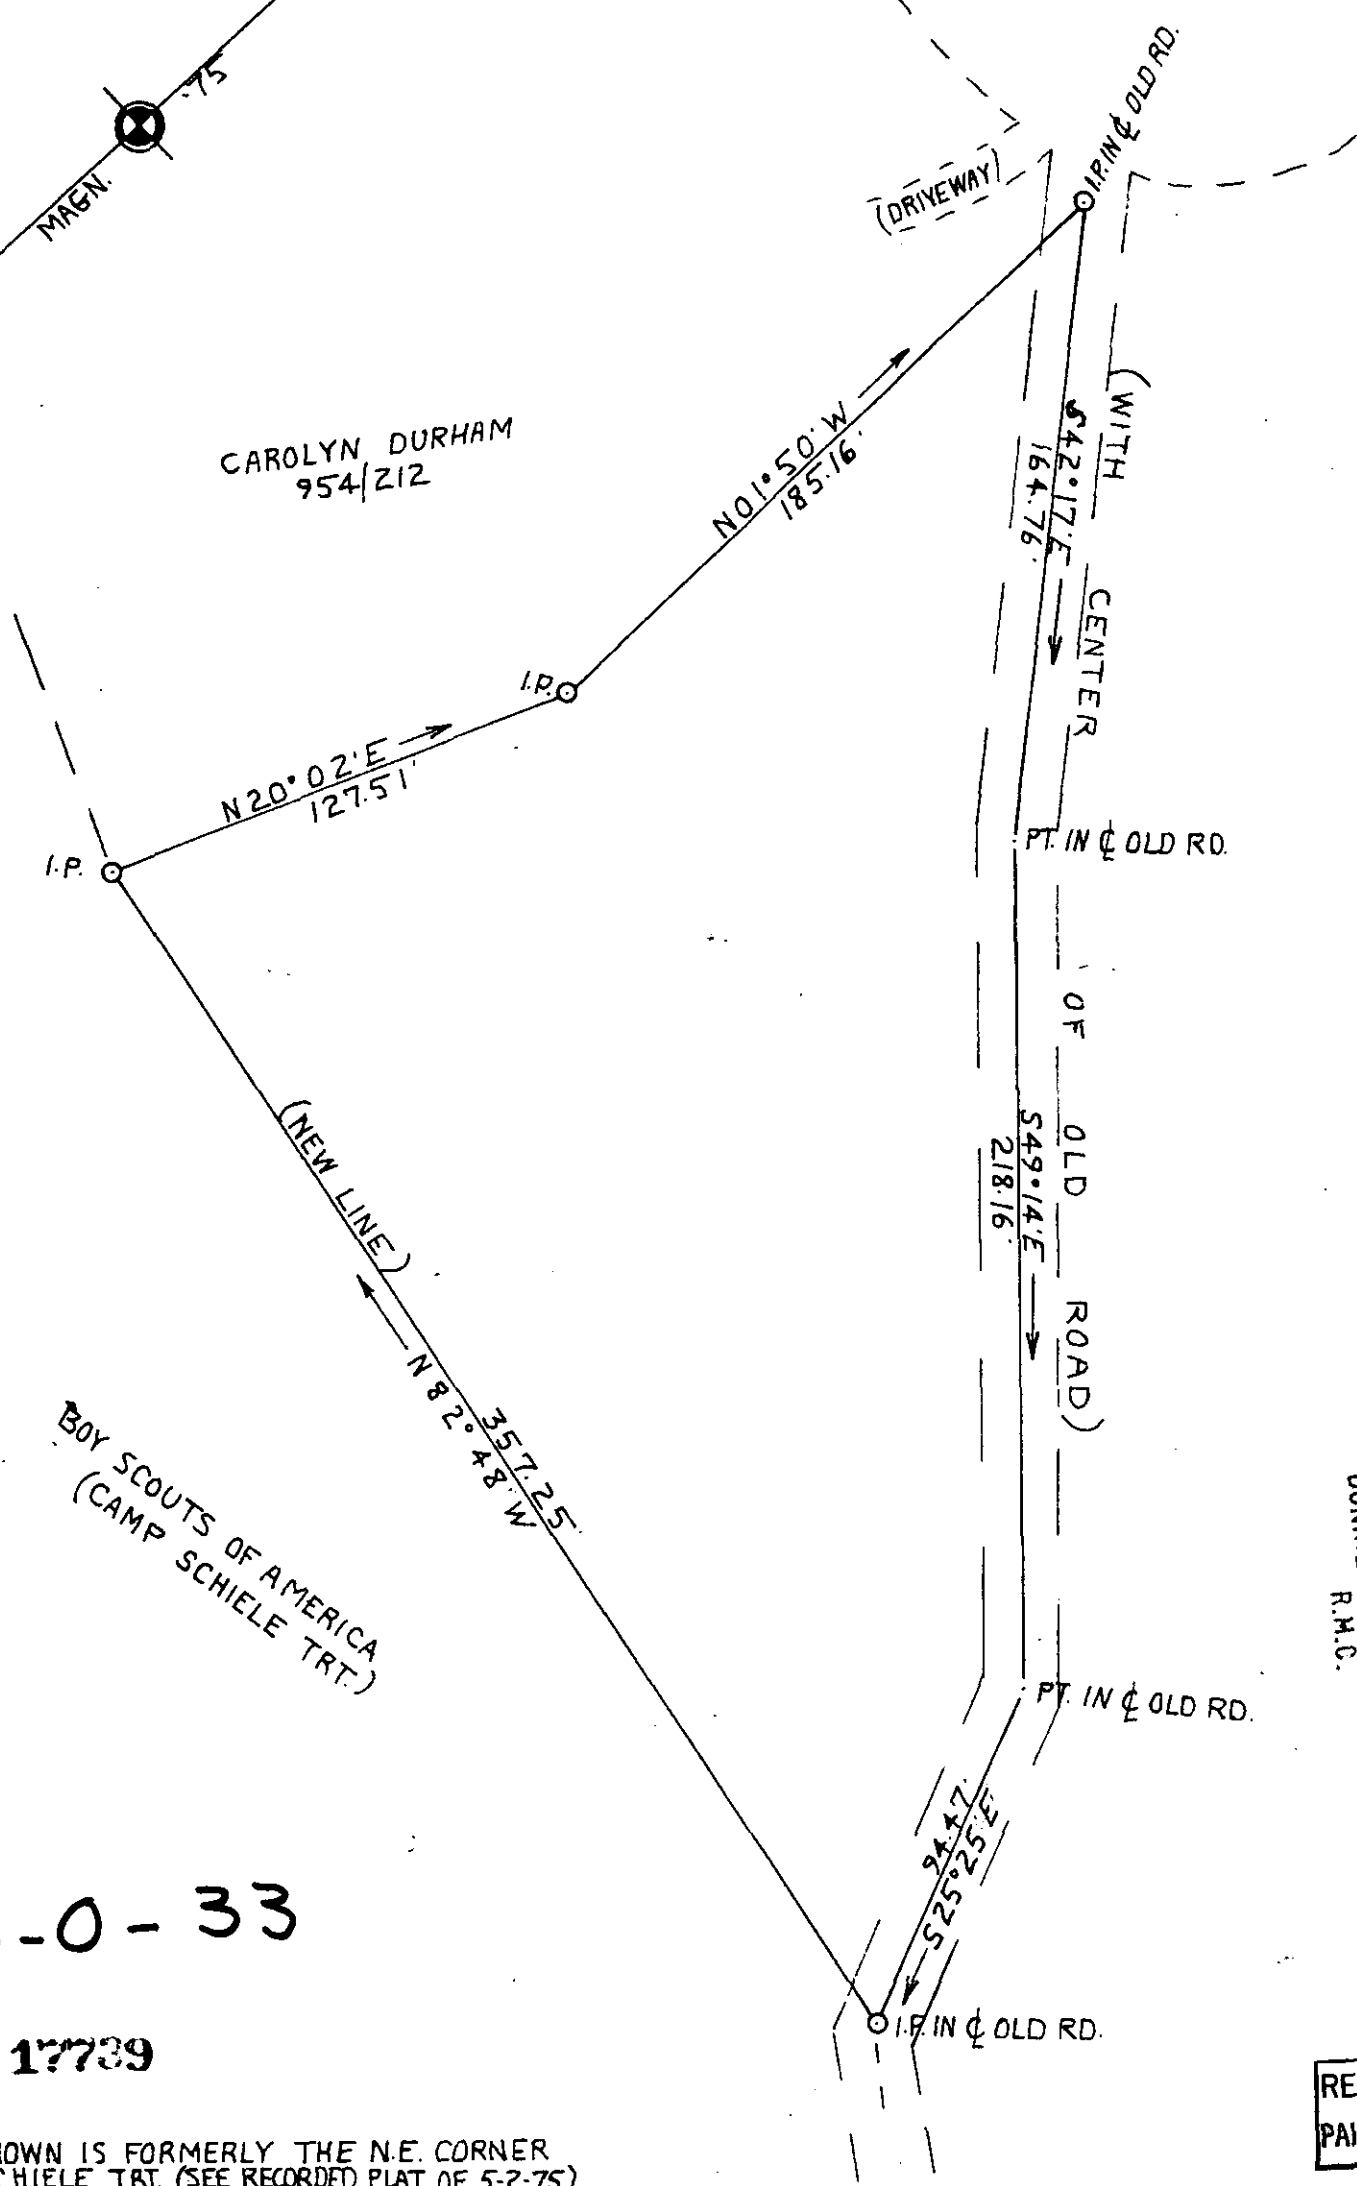 '75
MAGN.
(DRIVEWAY)
I.P. IN ℄ OLD RD.
CAROLYN DURHAM
954/212
N01°50'W
185.16'
(WITH CENTER OF OLD ROAD)
S42°17'E
164.76'
I.P.
N20°02'E
127.51'
I.P.
PT. IN ℄ OLD RD.
(NEW LINE)
S49°14'E
218.16'
357.25'
N82°48'W
BOY SCOUTS OF AMERICA
(CAMP SCHIELE TRT.)
R.M.C.
PT. IN ℄ OLD RD.
94.47'
S25°25'E
-0-33
I.P. IN ℄ OLD RD.
17739
RE
PAI
OWN IS FORMERLY THE N.E. CORNER
CHIELE TRT. (SEE RECORDED PLAT OF 5-2-75)